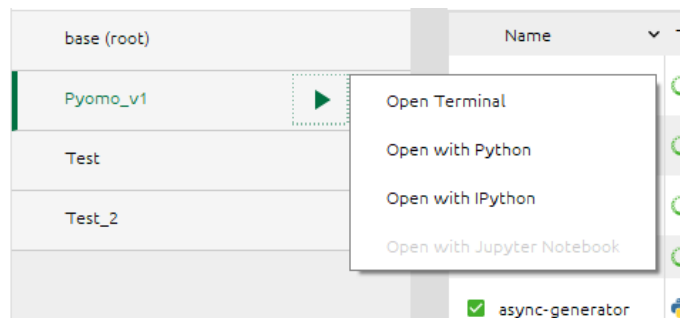 base (root)
Name
Pyomo_v1
Open Terminal
Open with Python
Test
Open with IPython
Test_2
Open with Jupyter Notebook
async-generator